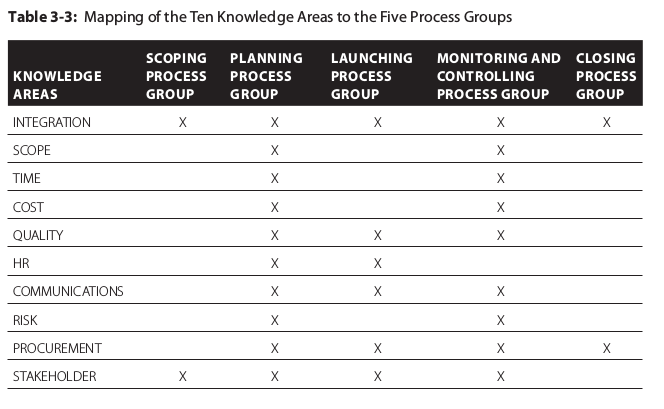 Table 3-3: Mapping of the Ten Knowledge Areas to the Five Process Groups
KNOWLEDGE AREAS SCOPING PROCESS GROUP PLANNING PROCESS GROUP LAUNCHING PROCESS GROUP MONITORING AND CONTROLLING PROCESS GROUP CLOSING PROCESS GROUP
INTEGRATION X X X X X
SCOPE X X
TIME X X
COST X X
QUALITY X X X
HR X X
COMMUNICATIONS X X X
RISK X X
PROCUREMENT X X X X
STAKEHOLDER X X X X